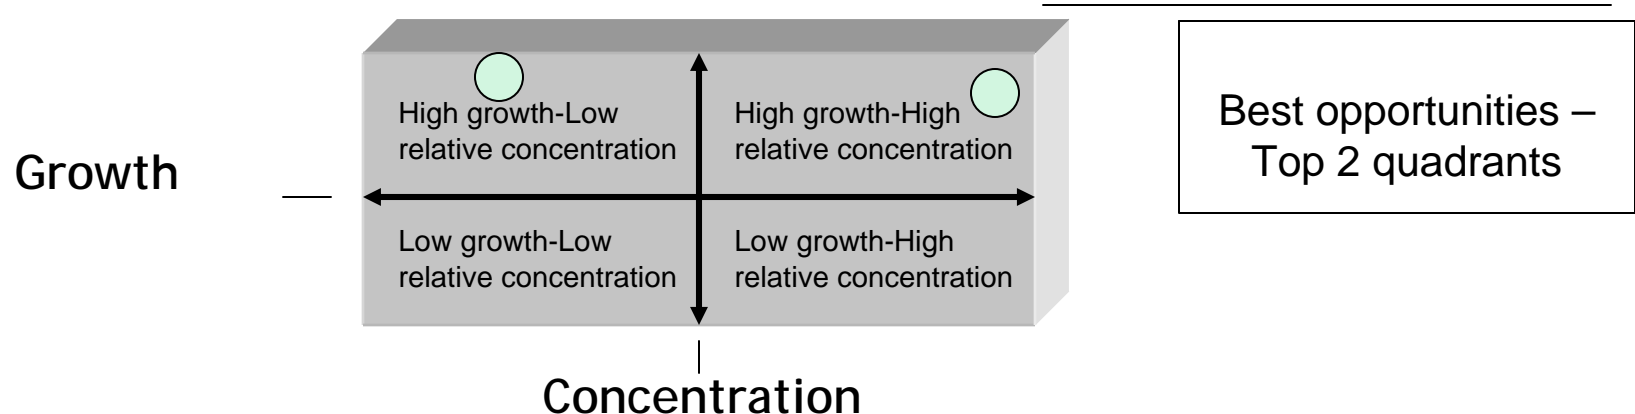 Growth
High growth-Low
relative concentration
High growth-High
relative concentration
Low growth-Low
relative concentration
Low growth-High
relative concentration
Concentration
Best opportunities –
Top 2 quadrants